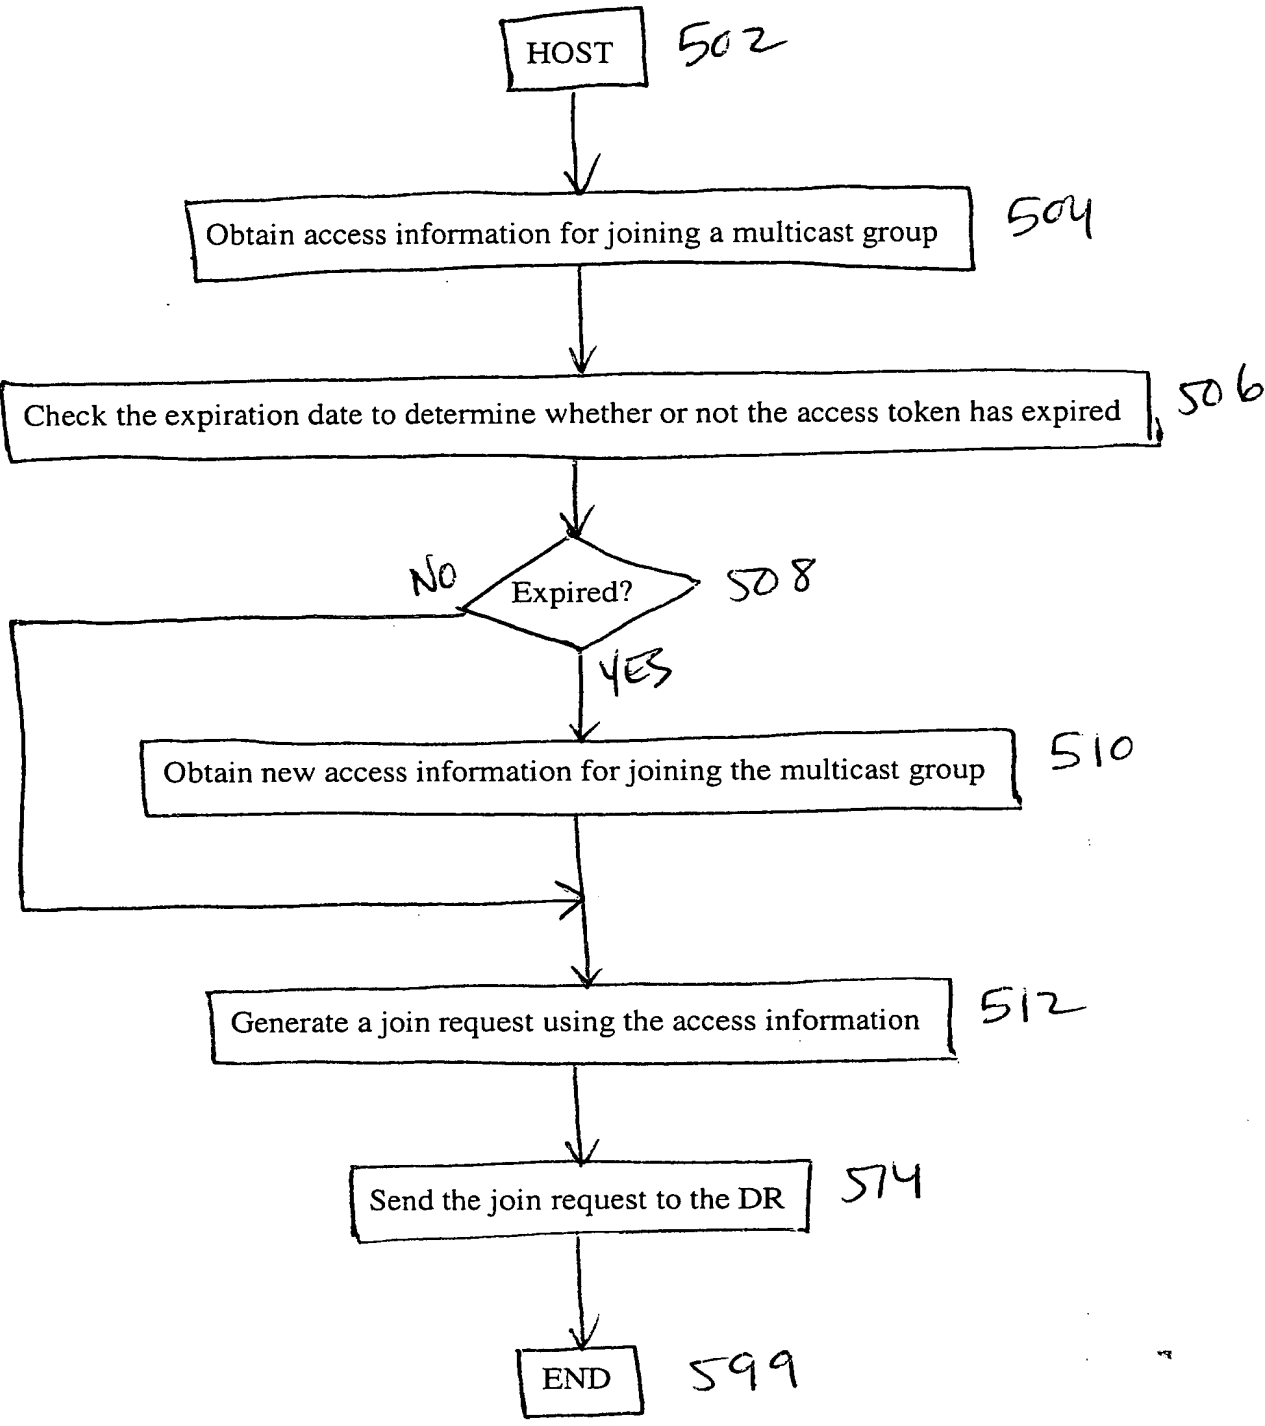 HOST 502
Obtain access information for joining a multicast group 504
Check the expiration date to determine whether or not the access token has expired 506
NO Expired? 508
YES
Obtain new access information for joining the multicast group 510
Generate a join request using the access information 512
Send the join request to the DR 514
END 599